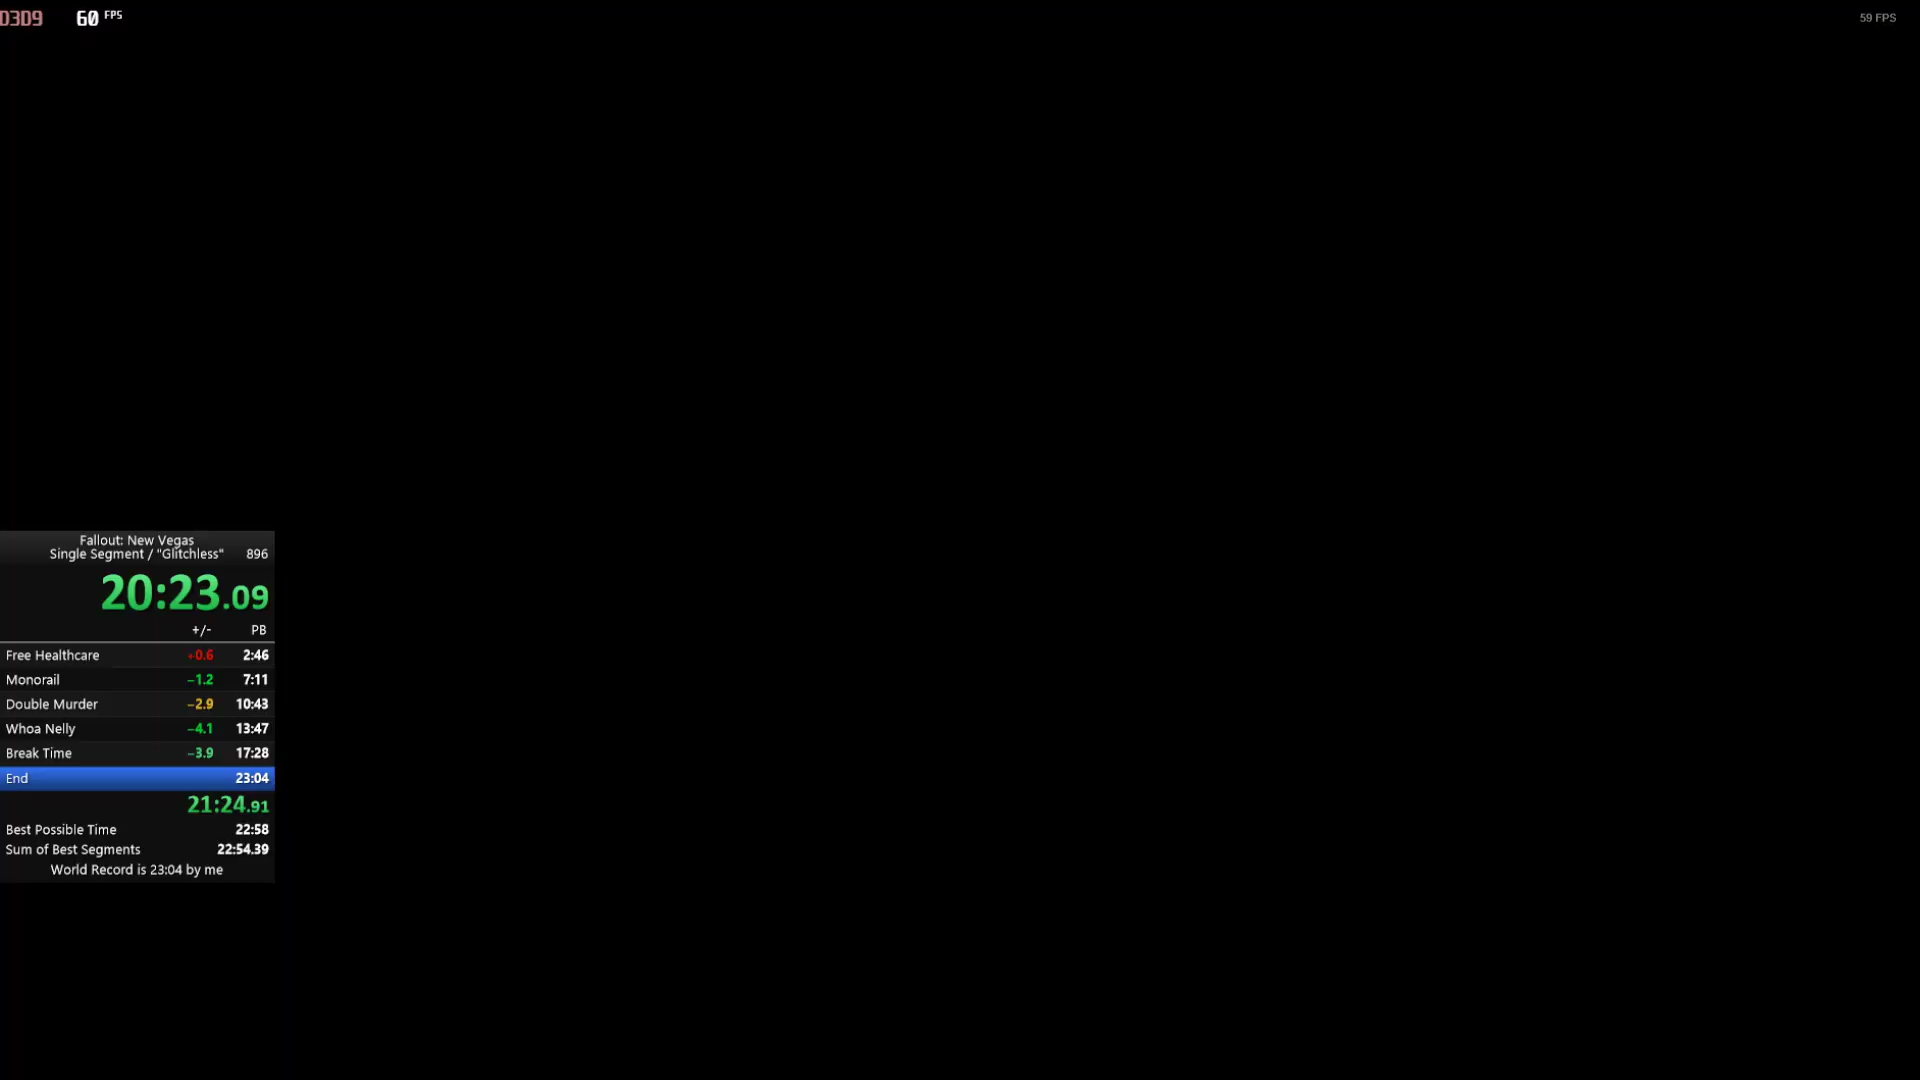 D3D9 60 FPS
59 FPS
Fallout: New Vegas
Single Segment / "Glitchless" 896
20:23.09
+/- PB
Free Healthcare +0.6 2:46
Monorail −1.2 7:11
Double Murder −2.9 10:43
Whoa Nelly −4.1 13:47
Break Time −3.9 17:28
End 23:04
21:24.91
Best Possible Time 22:58
Sum of Best Segments 22:54.39
World Record is 23:04 by me